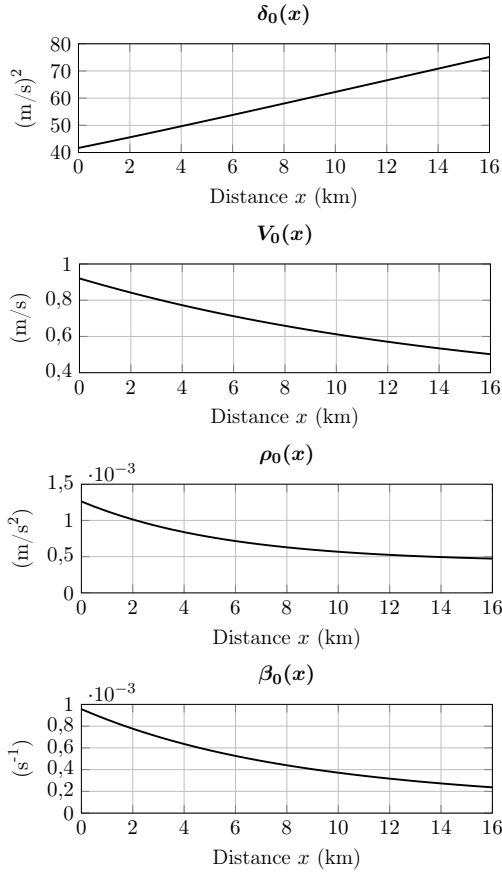 δ₀(x)
80
70
60
50
40
(m/s)²
0 2 4 6 8 10 12 14 16
Distance x (km)
V₀(x)
1
0.8
0.6
0,4
(m/s)
0 2 4 6 8 10 12 14 16
Distance x (km)
ρ₀(x)
·10⁻³
1,5
1
0.5
0
(m/s²)
0 2 4 6 8 10 12 14 16
Distance x (km)
β₀(x)
·10⁻³
1
0,8
0,6
0,4
0,2
0
(s⁻¹)
0 2 4 6 8 10 12 14 16
Distance x (km)